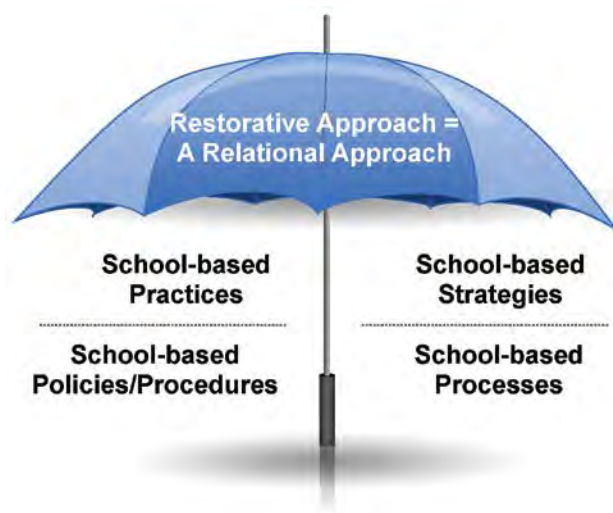 Restorative Approach =
A Relational Approach
School-based
Practices
School-based
Strategies
School-based
Policies/Procedures
School-based
Processes